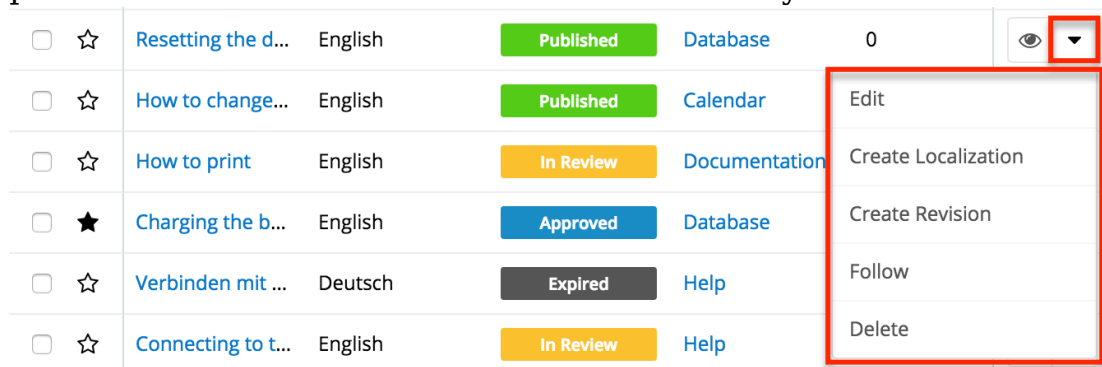 Resetting the d... English Published Database 0
How to change... English Published Calendar
Edit
How to print English In Review Documentation
Create Localization
Charging the b... English Approved Database
Create Revision
Verbinden mit ... Deutsch Expired Help
Follow
Connecting to t... English In Review Help
Delete